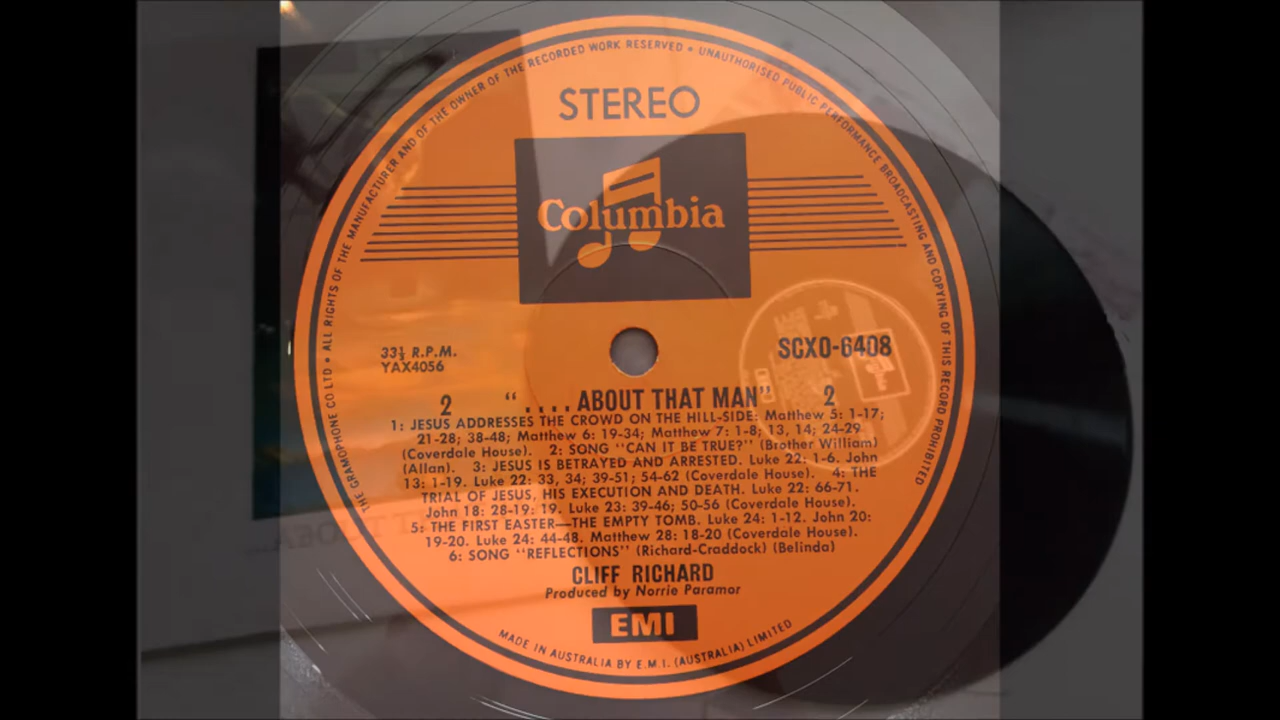 THE GRAMOPHONE CO LTD • ALL RIGHTS OF THE MANUFACTURER AND OF THE OWNER OF THE RECORDED WORK RESERVED • UNAUTHORISED PUBLIC PERFORMANCE BROADCASTING AND COPYING OF THIS RECORD PROHIBITED
STEREO
Columbia
33⅓ R.P.M.
YAX4056
SCXO-6408
2 “....ABOUT THAT MAN” 2
1: JESUS ADDRESSES THE CROWD ON THE HILL-SIDE: Matthew 5: 1-17;
21-28; 38-48; Matthew 6: 19-34; Matthew 7: 1-8; 13, 14; 24-29
(Coverdale House). 2: SONG “CAN IT BE TRUE?” (Brother William)
(Allan). 3: JESUS IS BETRAYED AND ARRESTED. Luke 22: 1-6. John
13: 1-19. Luke 22: 33, 34; 39-51; 54-62 (Coverdale House). 4: THE
TRIAL OF JESUS, HIS EXECUTION AND DEATH. Luke 22: 66-71.
John 18: 28-19: 19. Luke 23: 39-46; 50-56 (Coverdale House).
5: THE FIRST EASTER—THE EMPTY TOMB. Luke 24: 1-12. John 20:
19-20. Luke 24: 44-48. Matthew 28: 18-20 (Coverdale House).
6: SONG “REFLECTIONS” (Richard-Craddock) (Belinda)
CLIFF RICHARD
Produced by Norrie Paramor
EMI
MADE IN AUSTRALIA BY E.M.I. (AUSTRALIA) LIMITED